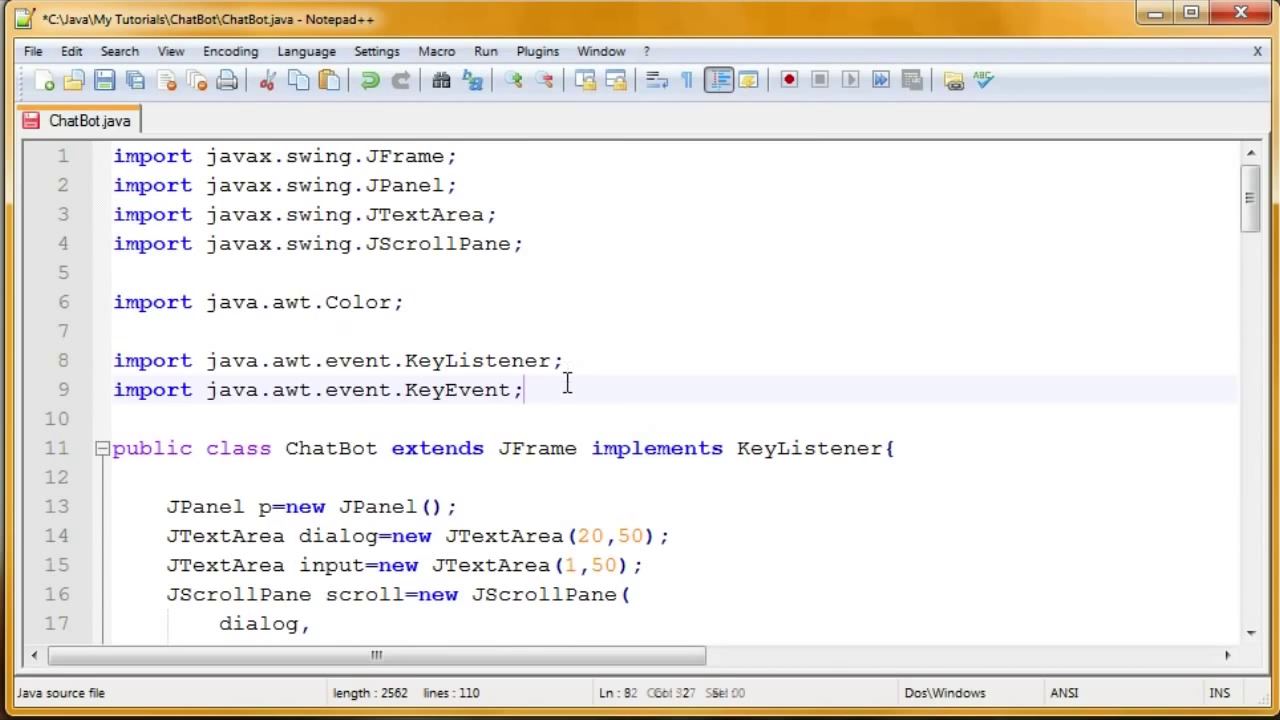 *C:\Java\My Tutorials\ChatBot\ChatBot.java - Notepad++
File Edit Search View Encoding Language Settings Macro Run Plugins Window ? X
ABC
ChatBot.java
1 import javax.swing.JFrame;
2 import javax.swing.JPanel;
3 import javax.swing.JTextArea;
4 import javax.swing.JScrollPane;
5
6 import java.awt.Color;
7
8 import java.awt.event.KeyListener;
9 import java.awt.event.KeyEvent;
10
11 public class ChatBot extends JFrame implements KeyListener{
12
13 JPanel p=new JPanel();
14 JTextArea dialog=new JTextArea(20,50);
15 JTextArea input=new JTextArea(1,50);
16 JScrollPane scroll=new JScrollPane(
17 dialog,
Java source file length : 2562 lines : 110 Ln : Dos\Windows ANSI INS